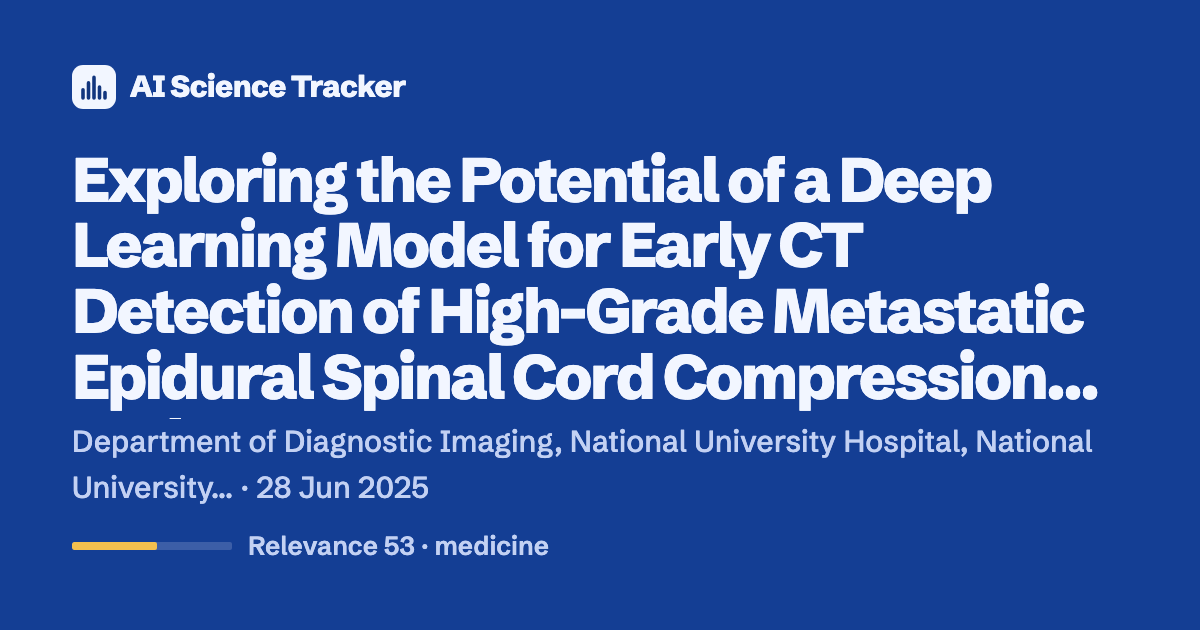 AI Science Tracker
Exploring the Potential of a Deep
Learning Model for Early CT
Detection of High-Grade Metastatic
Epidural Spinal Cord Compression...
Department of Diagnostic Imaging, National University Hospital, National
University... · 28 Jun 2025
Relevance 53 · medicine